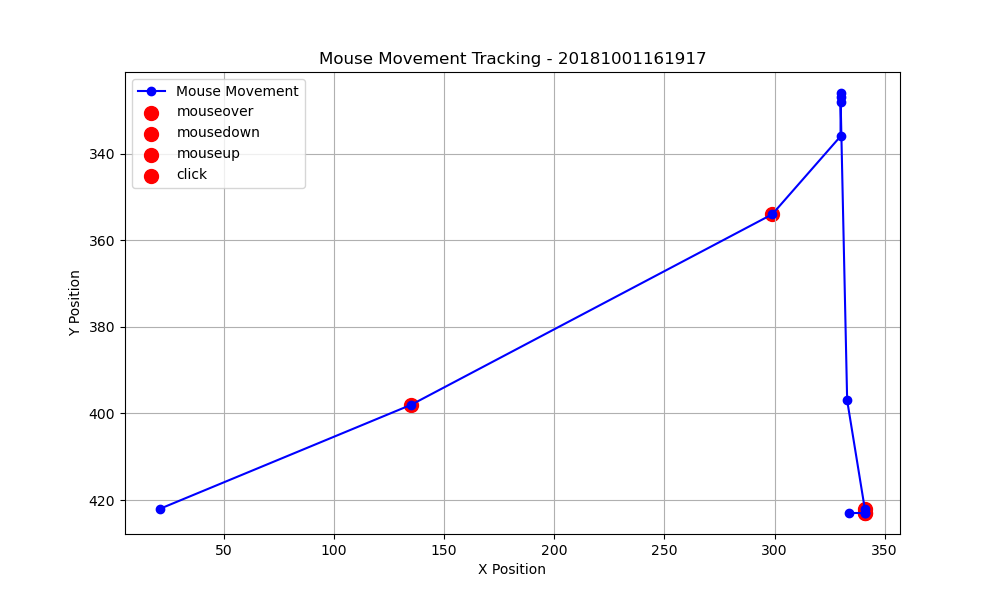 Mouse Movement Tracking - 20181001161917
Mouse Movement
mouseover
mousedown
mouseup
click
340
360
380
400
420
Y Position
50
100
150
200
250
300
350
X Position